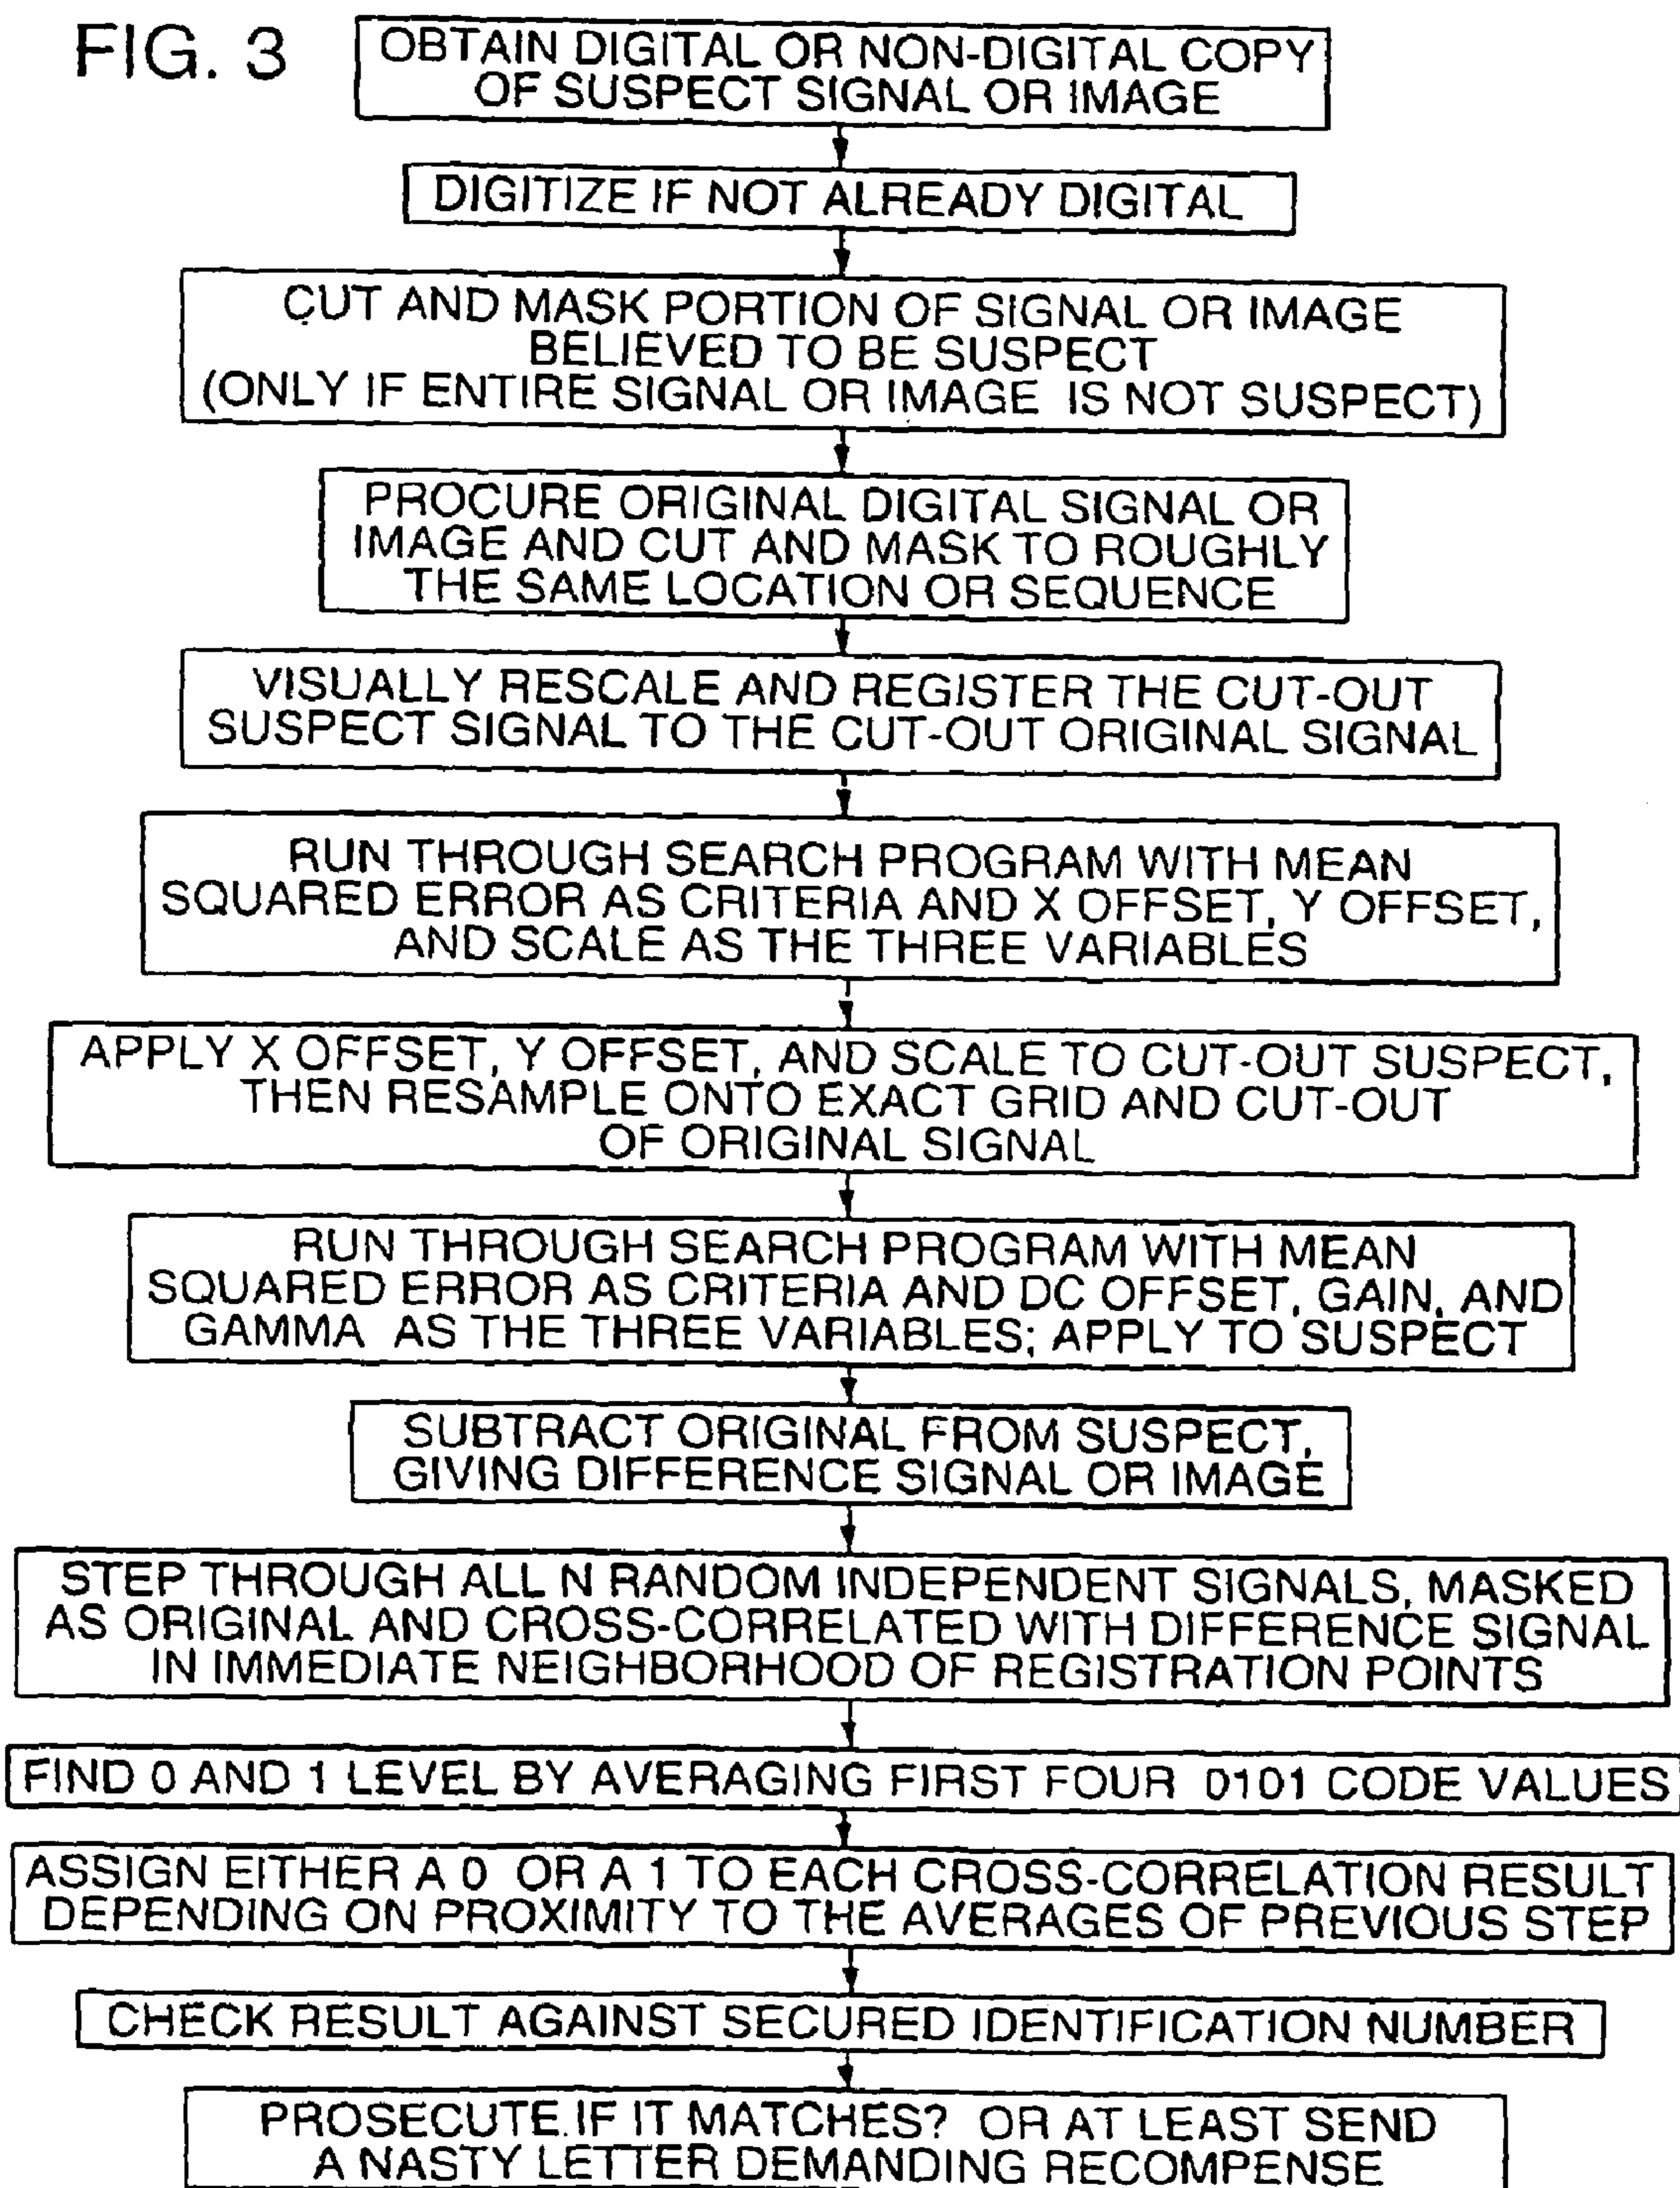 FIG. 3
OBTAIN DIGITAL OR NON-DIGITAL COPY
OF SUSPECT SIGNAL OR IMAGE
DIGITIZE IF NOT ALREADY DIGITAL
CUT AND MASK PORTION OF SIGNAL OR IMAGE
BELIEVED TO BE SUSPECT
(ONLY IF ENTIRE SIGNAL OR IMAGE IS NOT SUSPECT)
PROCURE ORIGINAL DIGITAL SIGNAL OR
IMAGE AND CUT AND MASK TO ROUGHLY
THE SAME LOCATION OR SEQUENCE
VISUALLY RESCALE AND REGISTER THE CUT-OUT
SUSPECT SIGNAL TO THE CUT-OUT ORIGINAL SIGNAL
RUN THROUGH SEARCH PROGRAM WITH MEAN
SQUARED ERROR AS CRITERIA AND X OFFSET, Y OFFSET,
AND SCALE AS THE THREE VARIABLES
APPLY X OFFSET, Y OFFSET, AND SCALE TO CUT-OUT SUSPECT,
THEN RESAMPLE ONTO EXACT GRID AND CUT-OUT
OF ORIGINAL SIGNAL
RUN THROUGH SEARCH PROGRAM WITH MEAN
SQUARED ERROR AS CRITERIA AND DC OFFSET, GAIN, AND
GAMMA AS THE THREE VARIABLES; APPLY TO SUSPECT
SUBTRACT ORIGINAL FROM SUSPECT,
GIVING DIFFERENCE SIGNAL OR IMAGE
STEP THROUGH ALL N RANDOM INDEPENDENT SIGNALS, MASKED
AS ORIGINAL AND CROSS-CORRELATED WITH DIFFERENCE SIGNAL
IN IMMEDIATE NEIGHBORHOOD OF REGISTRATION POINTS
FIND 0 AND 1 LEVEL BY AVERAGING FIRST FOUR 0101 CODE VALUES
ASSIGN EITHER A 0 OR A 1 TO EACH CROSS-CORRELATION RESULT
DEPENDING ON PROXIMITY TO THE AVERAGES OF PREVIOUS STEP
CHECK RESULT AGAINST SECURED IDENTIFICATION NUMBER
PROSECUTE IF IT MATCHES? OR AT LEAST SEND
A NASTY LETTER DEMANDING RECOMPENSE